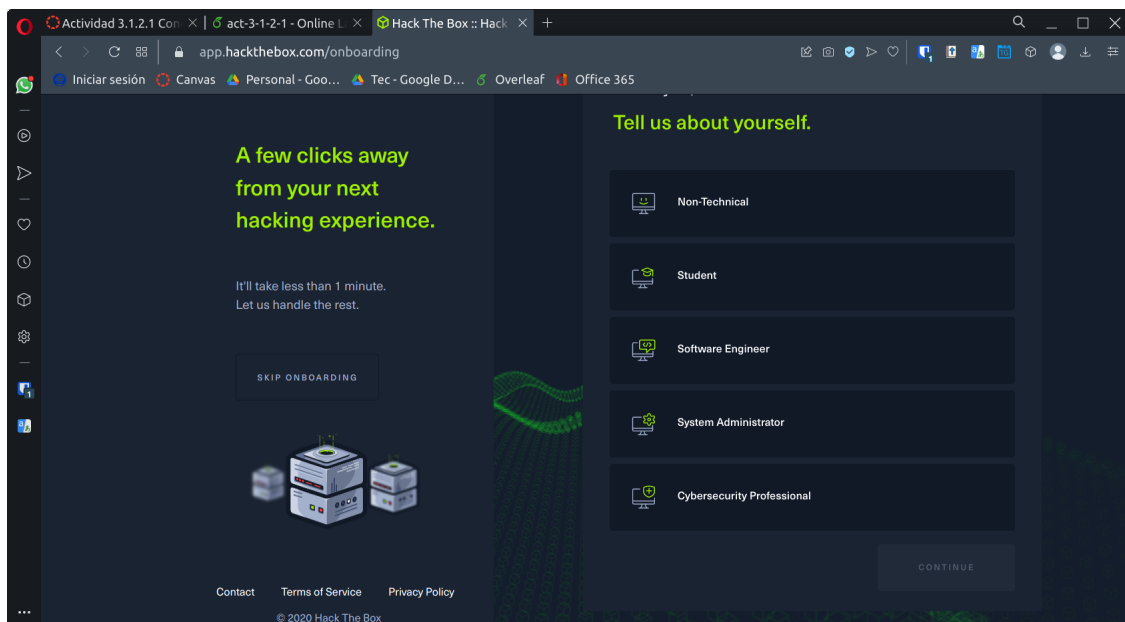 Actividad 3.1.2.1 Con
act-3-1-2-1 - Online L
Hack The Box :: Hack
app.hackthebox.com/onboarding
Iniciar sesión
Canvas
Personal - Goo...
Tec - Google D...
Overleaf
Office 365
A few clicks away
from your next
hacking experience.
It'll take less than 1 minute.
Let us handle the rest.
SKIP ONBOARDING
Contact Terms of Service Privacy Policy
© 2020 Hack The Box
Tell us about yourself.
Non-Technical
Student
Software Engineer
System Administrator
Cybersecurity Professional
CONTINUE